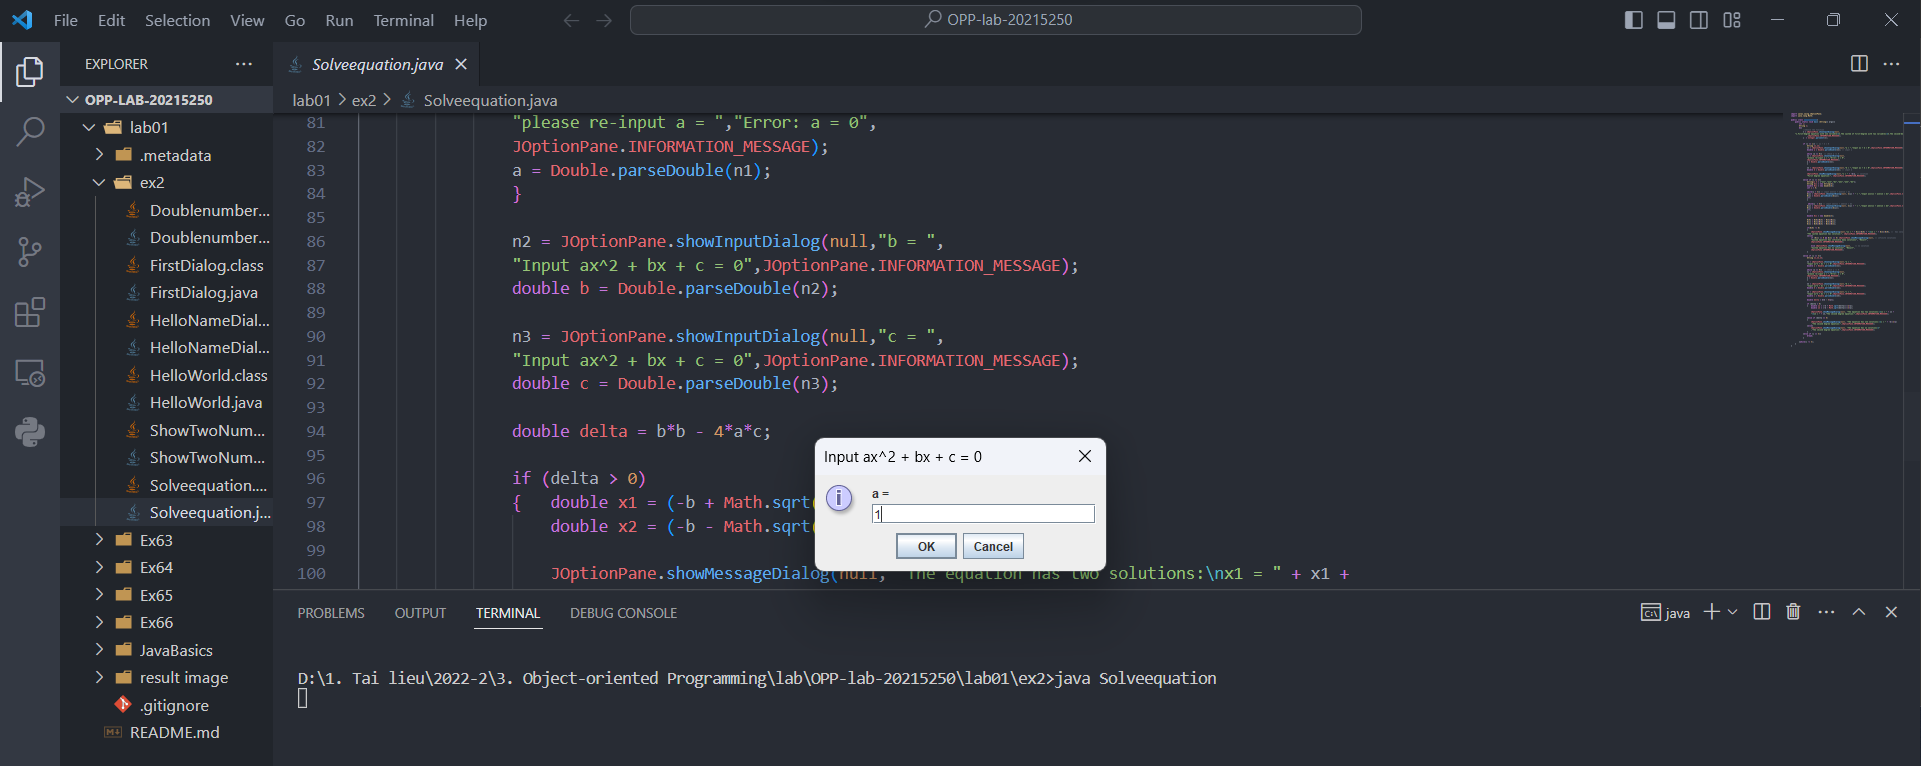 File Edit Selection View Go Run Terminal Help
OPP-lab-20215250
EXPLORER
OPP-LAB-20215250
lab01
.metadata
ex2
Doublenumber...
Doublenumber...
FirstDialog.class
FirstDialog.java
HelloNameDial...
HelloNameDial...
HelloWorld.class
HelloWorld.java
ShowTwoNum...
ShowTwoNum...
Solveequation....
Solveequation.j...
Ex63
Ex64
Ex65
Ex66
JavaBasics
result image
.gitignore
README.md
Solveequation.java
lab01 > ex2 > Solveequation.java
81 "please re-input a = ","Error: a = 0",
82 JOptionPane.INFORMATION_MESSAGE);
83 a = Double.parseDouble(n1);
84 }
85
86 n2 = JOptionPane.showInputDialog(null,"b = ",
87 "Input ax^2 + bx + c = 0",JOptionPane.INFORMATION_MESSAGE);
88 double b = Double.parseDouble(n2);
89
90 n3 = JOptionPane.showInputDialog(null,"c = ",
91 "Input ax^2 + bx + c = 0",JOptionPane.INFORMATION_MESSAGE);
92 double c = Double.parseDouble(n3);
93
94 double delta = b*b - 4*a*c;
95
96 if (delta > 0)
97 { double x1 = (-b + Math.sqrt(
98 double x2 = (-b - Math.sqrt(
99
100 JOptionPane.showMessageDialog(null, "The equation has two solutions:\nx1 = " + x1 +
Input ax^2 + bx + c = 0
a =
1
OK Cancel
PROBLEMS OUTPUT TERMINAL DEBUG CONSOLE
java
D:\1. Tai lieu\2022-2\3. Object-oriented Programming\lab\OPP-lab-20215250\lab01\ex2>java Solveequation